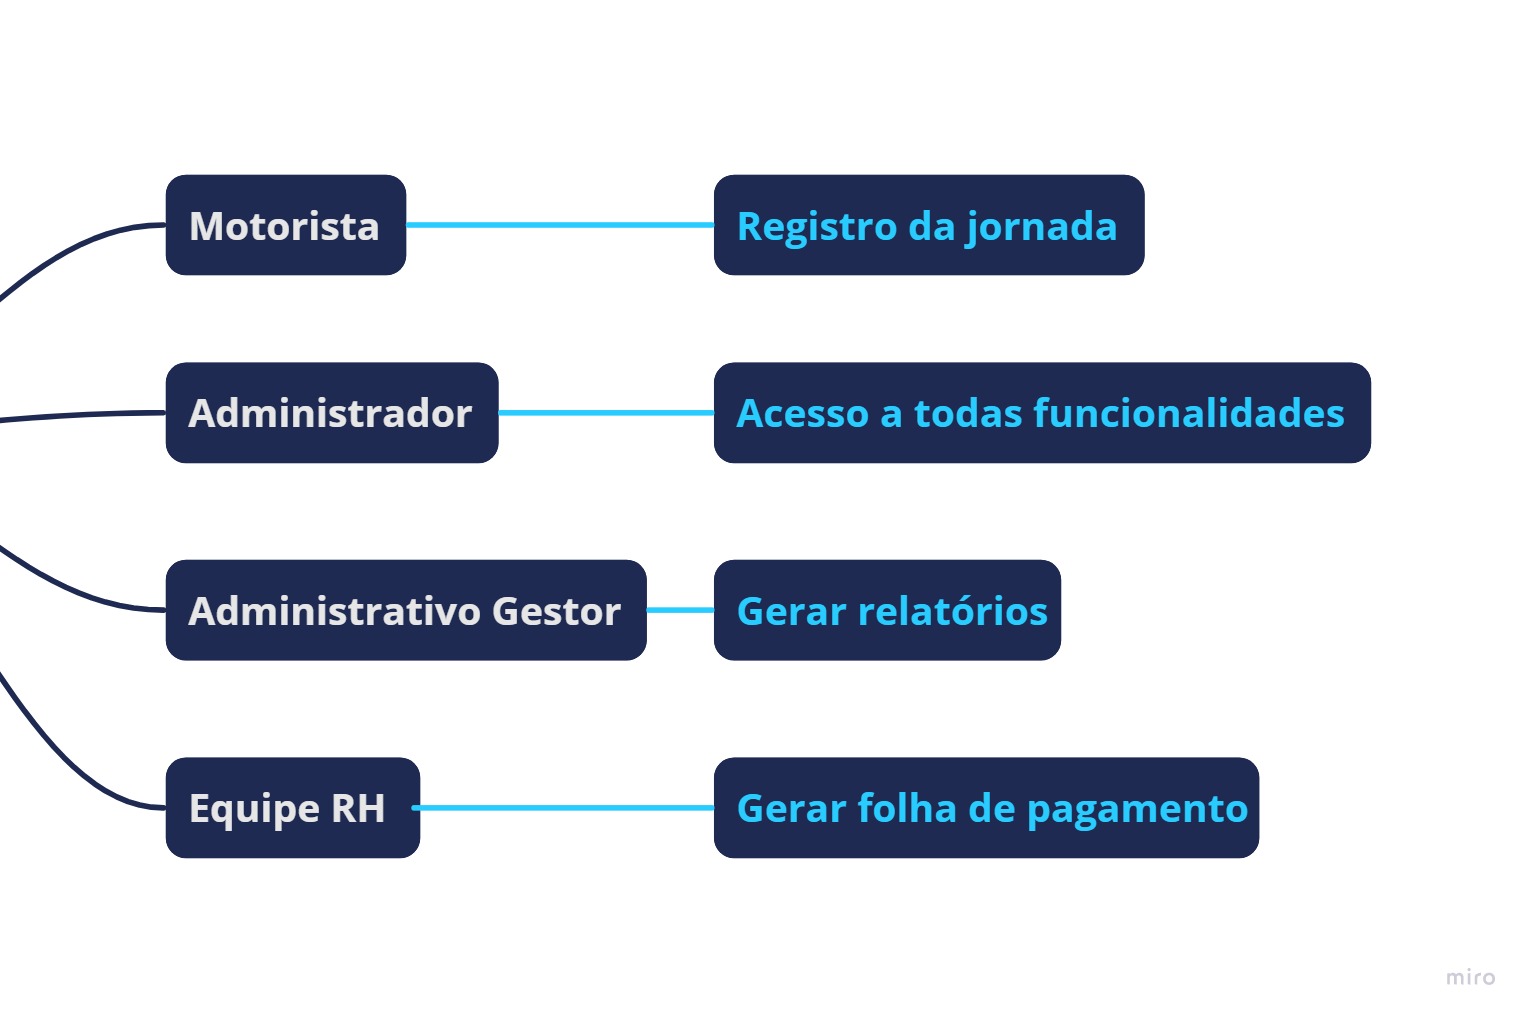 Motorista
Registro da jornada
Administrador
Acesso a todas funcionalidades
Administrativo Gestor
Gerar relatórios
Equipe RH
Gerar folha de pagamento
miro